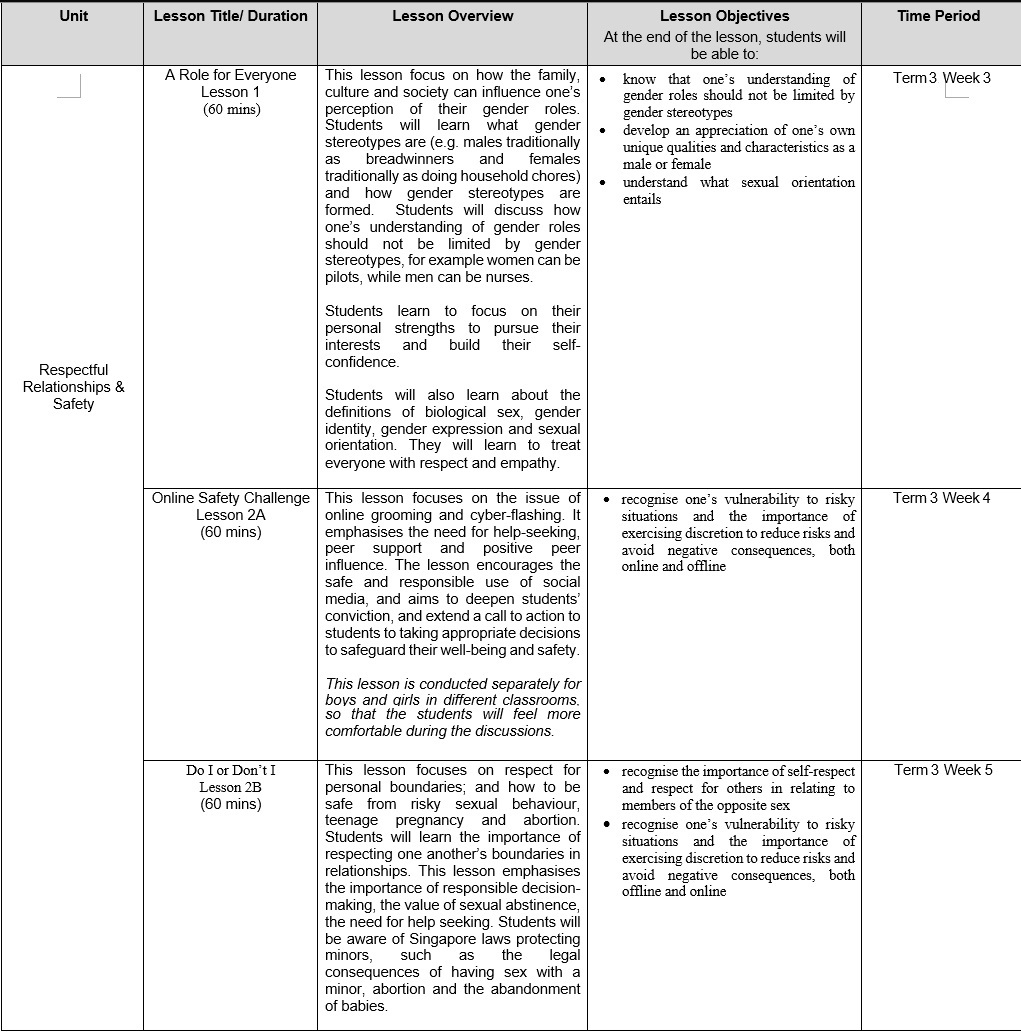 Unit
Lesson Title/ Duration
Lesson Overview
Lesson Objectives
At the end of the lesson, students will
be able to:
Time Period
Respectful
Relationships &
Safety
A Role for Everyone
Lesson 1
(60 mins)
This lesson focus on how the family,
culture and society can influence one's
perception of their gender roles.
Students will learn what gender
stereotypes are (e.g. males traditionally
as breadwinners and females
traditionally as doing household chores)
and how gender stereotypes are
formed. Students will discuss how
one's understanding of gender roles
should not be limited by gender
stereotypes, for example women can be
pilots, while men can be nurses.
Students learn to focus on their
personal strengths to pursue their
interests and build their self-
confidence.
Students will also learn about the
definitions of biological sex, gender
identity, gender expression and sexual
orientation. They will learn to treat
everyone with respect and empathy.
• know that one's understanding of
gender roles should not be limited by
gender stereotypes
• develop an appreciation of one's own
unique qualities and characteristics as a
male or female
• understand what sexual orientation
entails
Term 3 Week 3
Online Safety Challenge
Lesson 2A
(60 mins)
This lesson focuses on the issue of
online grooming and cyber-flashing. It
emphasises the need for help-seeking,
peer support and positive peer
influence. The lesson encourages the
safe and responsible use of social
media, and aims to deepen students'
conviction, and extend a call to action to
students to taking appropriate decisions
to safeguard their well-being and safety.
This lesson is conducted separately for
boys and girls in different classrooms,
so that the students will feel more
comfortable during the discussions.
• recognise one's vulnerability to risky
situations and the importance of
exercising discretion to reduce risks and
avoid negative consequences, both
online and offline
Term 3 Week 4
Do I or Don't I
Lesson 2B
(60 mins)
This lesson focuses on respect for
personal boundaries; and how to be
safe from risky sexual behaviour,
teenage pregnancy and abortion.
Students will learn the importance of
respecting one another's boundaries in
relationships. This lesson emphasises
the importance of responsible decision-
making, the value of sexual abstinence,
the need for help seeking. Students will
be aware of Singapore laws protecting
minors, such as the legal
consequences of having sex with a
minor, abortion and the abandonment
of babies.
• recognise the importance of self-respect
and respect for others in relating to
members of the opposite sex
• recognise one's vulnerability to risky
situations and the importance of
exercising discretion to reduce risks and
avoid negative consequences, both
offline and online
Term 3 Week 5